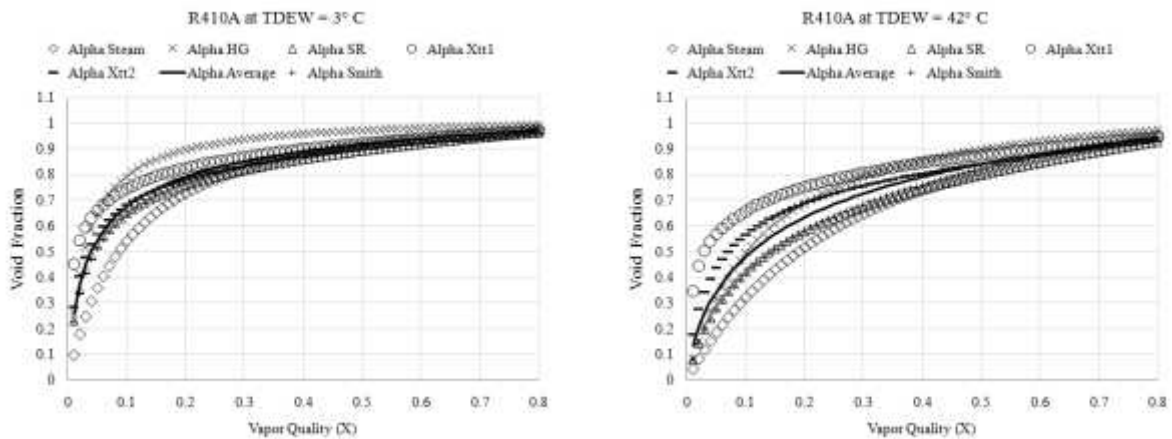 R410A at TDEW = 3° C
Alpha Steam Alpha HG Alpha SR Alpha Xtt1
Alpha Xtt2 Alpha Average Alpha Smith
1.1
1
0.9
0.8
0.7
0.6
0.5
0.4
0.3
0.2
0.1
0
Void Fraction
0 0.1 0.2 0.3 0.4 0.5 0.6 0.7 0.8
Vapor Quality (X)
R410A at TDEW = 42° C
Alpha Steam Alpha HG Alpha SR Alpha Xtt1
Alpha Xtt2 Alpha Average Alpha Smith
1.1
1
0.9
0.8
0.7
0.6
0.5
0.4
0.3
0.2
0.1
0
Void Fraction
0 0.1 0.2 0.3 0.4 0.5 0.6 0.7 0.8
Vapor Quality (X)